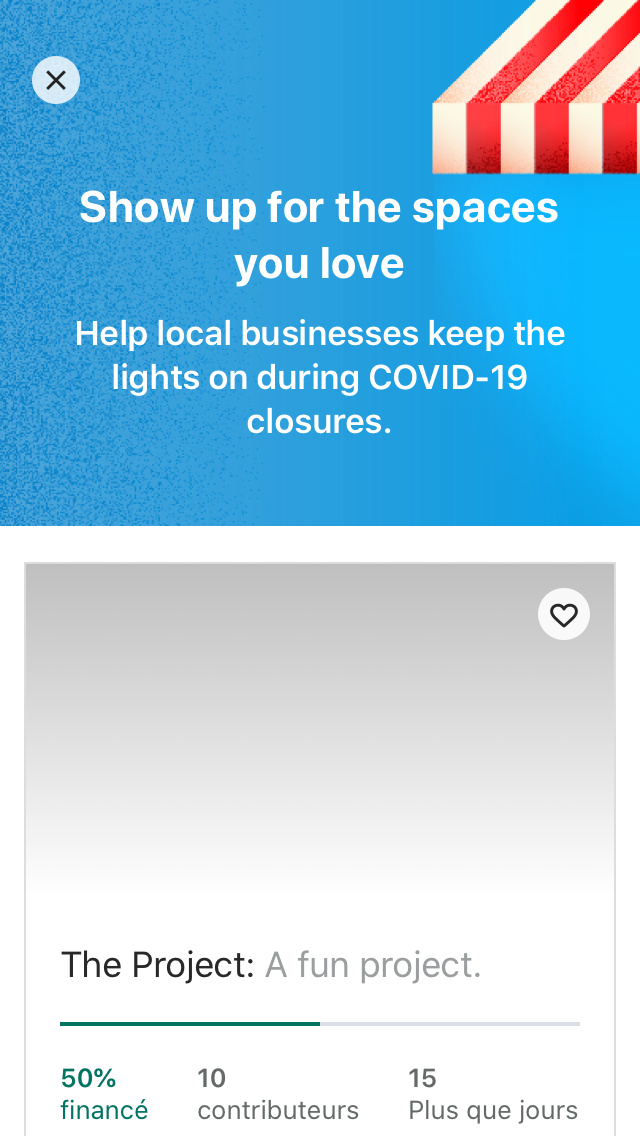 Show up for the spaces
you love
Help local businesses keep the
lights on during COVID-19
closures.
The Project: A fun project.
50%
financé
10
contributeurs
15
Plus que jours